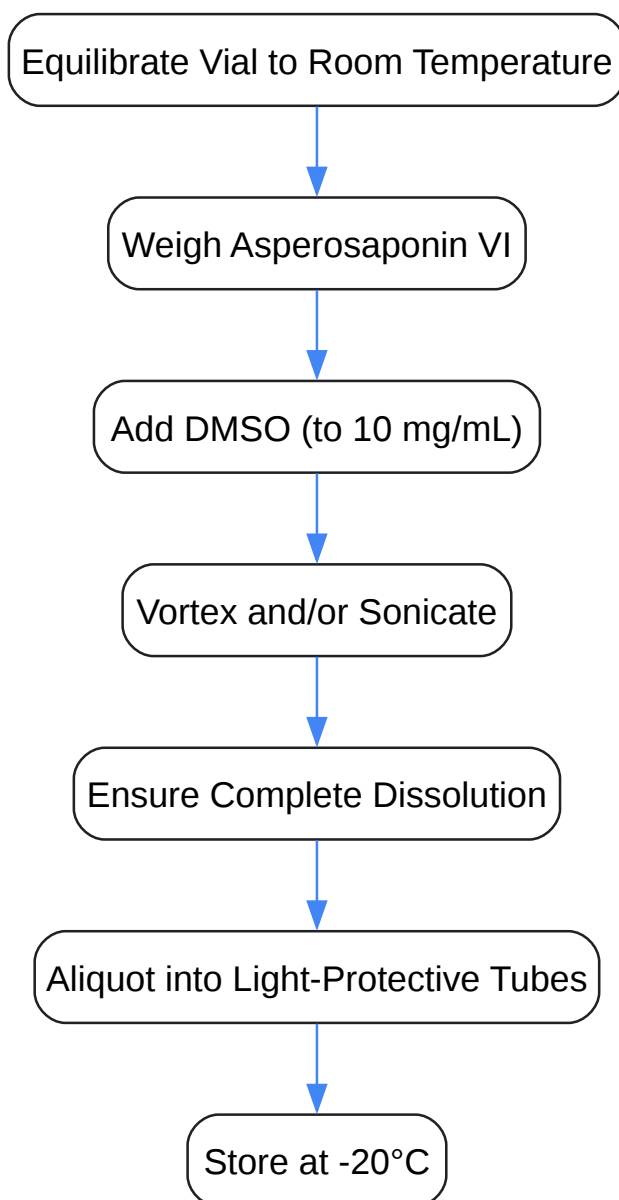 Equilibrate Vial to Room Temperature
Weigh Asperosaponin VI
Add DMSO (to 10 mg/mL)
Vortex and/or Sonicate
Ensure Complete Dissolution
Aliquot into Light-Protective Tubes
Store at -20°C